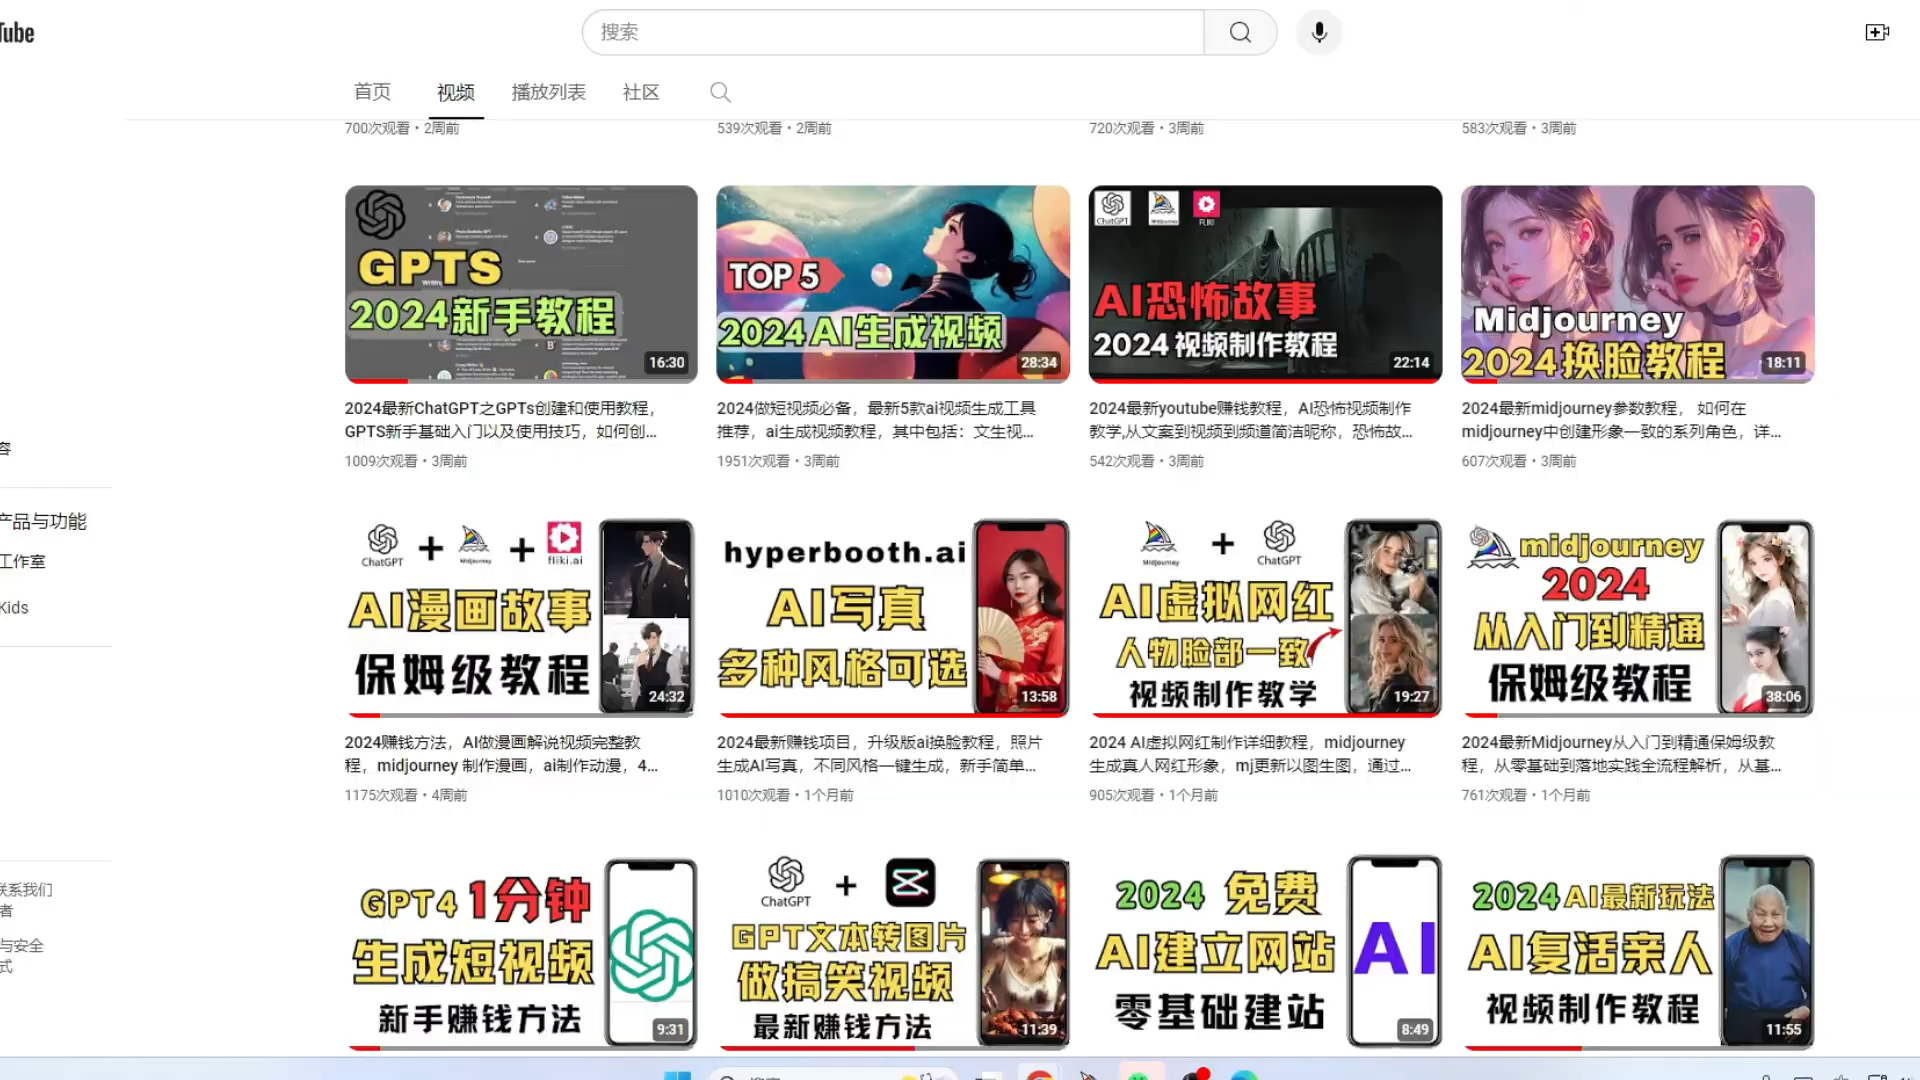 Tube
搜索
首页
视频
播放列表
社区
700次观看・2周前
539次观看・2周前
720次观看・3周前
583次观看・3周前
GPTS
2024新手教程
16:30
TOP 5
2024AI生成视频
28:34
ChatGPT
FLIKI
AI恐怖故事
2024视频制作教程
22:14
Midjourney
2024换脸教程
18:11
2024最新ChatGPT之GPTs创建和使用教程,
GPTS新手基础入门以及使用技巧,如何创...
1009次观看・3周前
2024做短视频必备,最新5款ai视频生成工具
推荐,ai生成视频教程,其中包括:文生视...
1951次观看・3周前
2024最新youtube赚钱教程,AI恐怖视频制作
教学,从文案到视频到频道简洁昵称,恐怖故...
542次观看・3周前
2024最新midjourney参数教程, 如何在
midjourney中创建形象一致的系列角色,详...
607次观看・3周前
容
产品与功能
工作室
Kids
ChatGPT + Midjourney + fliki.ai
AI漫画故事
保姆级教程
24:32
hyperbooth.ai
AI写真
多种风格可选
13:58
Midjourney + ChatGPT
AI虚拟网红
人物脸部一致
视频制作教学
19:27
midjourney
2024
从入门到精通
保姆级教程
38:06
2024赚钱方法,AI做漫画解说视频完整教
程,midjourney 制作漫画,ai制作动漫,4...
1175次观看・4周前
2024最新赚钱项目,升级版ai换脸教程,照片
生成AI写真,不同风格一键生成,新手简单...
1010次观看・1个月前
2024 AI虚拟网红制作详细教程,midjourney
生成真人网红形象,mj更新以图生图,通过...
905次观看・1个月前
2024最新Midjourney从入门到精通保姆级教
程,从零基础到落地实践全流程解析,从基...
761次观看・1个月前
联系我们
者
与安全
式
GPT4 1分钟
生成短视频
新手赚钱方法
9:31
ChatGPT +
GPT文本转图片
做搞笑视频
最新赚钱方法
11:39
2024 免费
AI建立网站
零基础建站
AI
8:49
2024AI最新玩法
AI复活亲人
视频制作教程
11:55